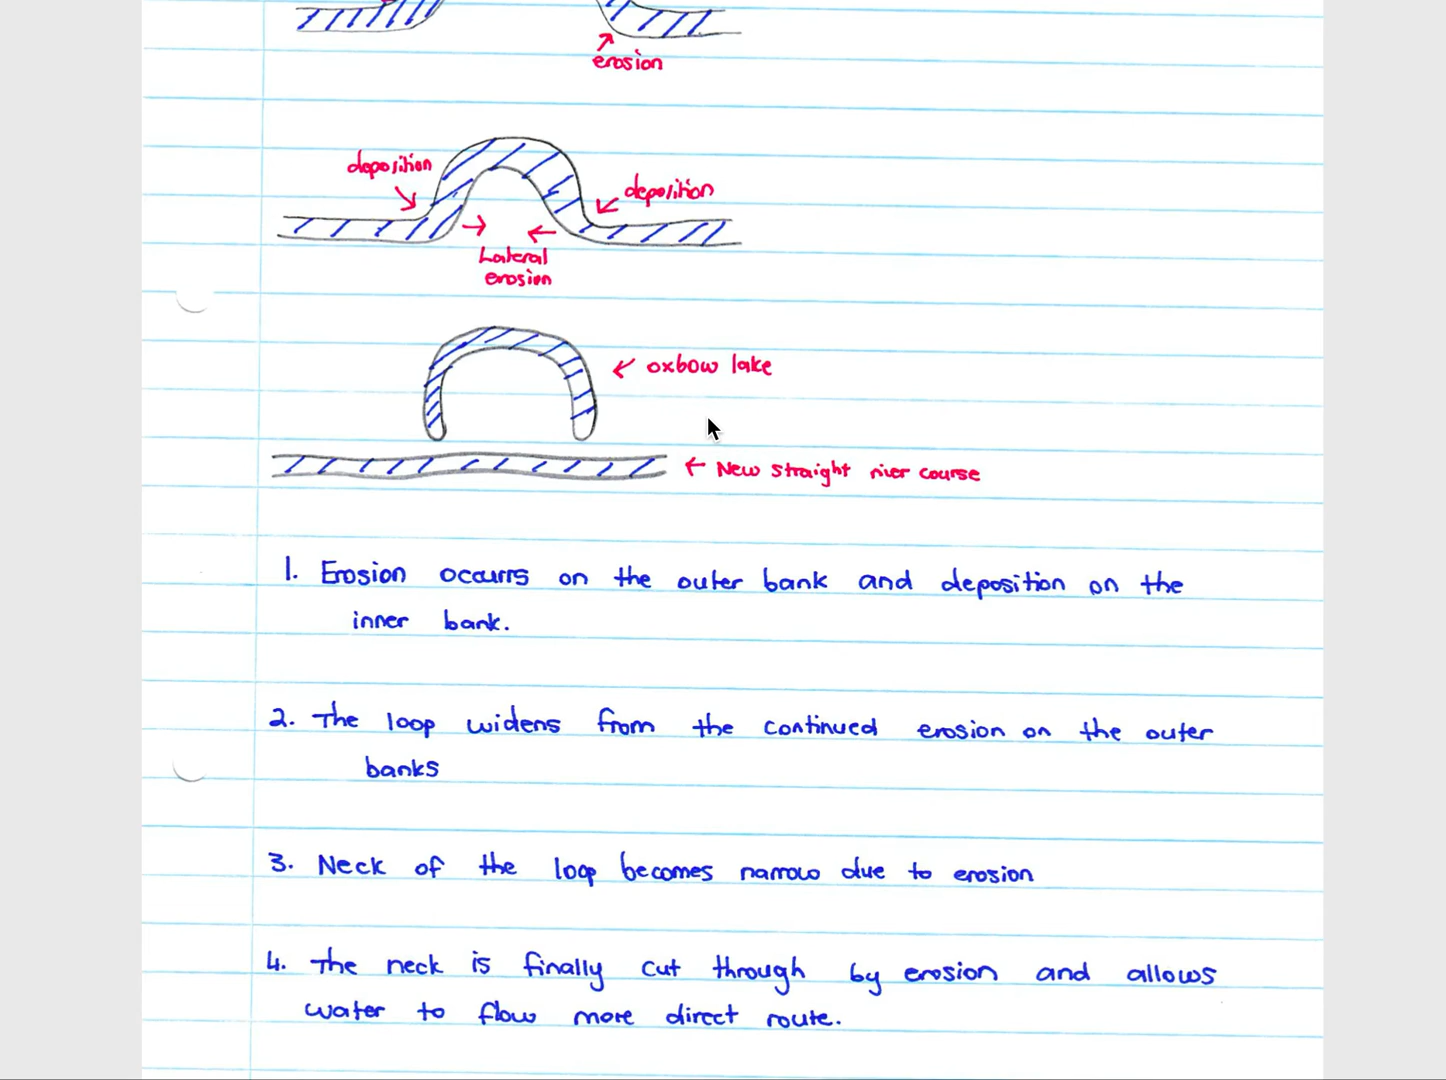 erosion
deposition
deposition
Lateral
erosion
oxbow lake
New straight river course
1. Erosion occurrs on the outer bank and deposition on the
inner bank.
2. The loop widens from the continued erosion on the outer
banks
3. Neck of the loop becomes narrow due to erosion
4. The neck is finally cut through by erosion and allows
water to flow more direct route.